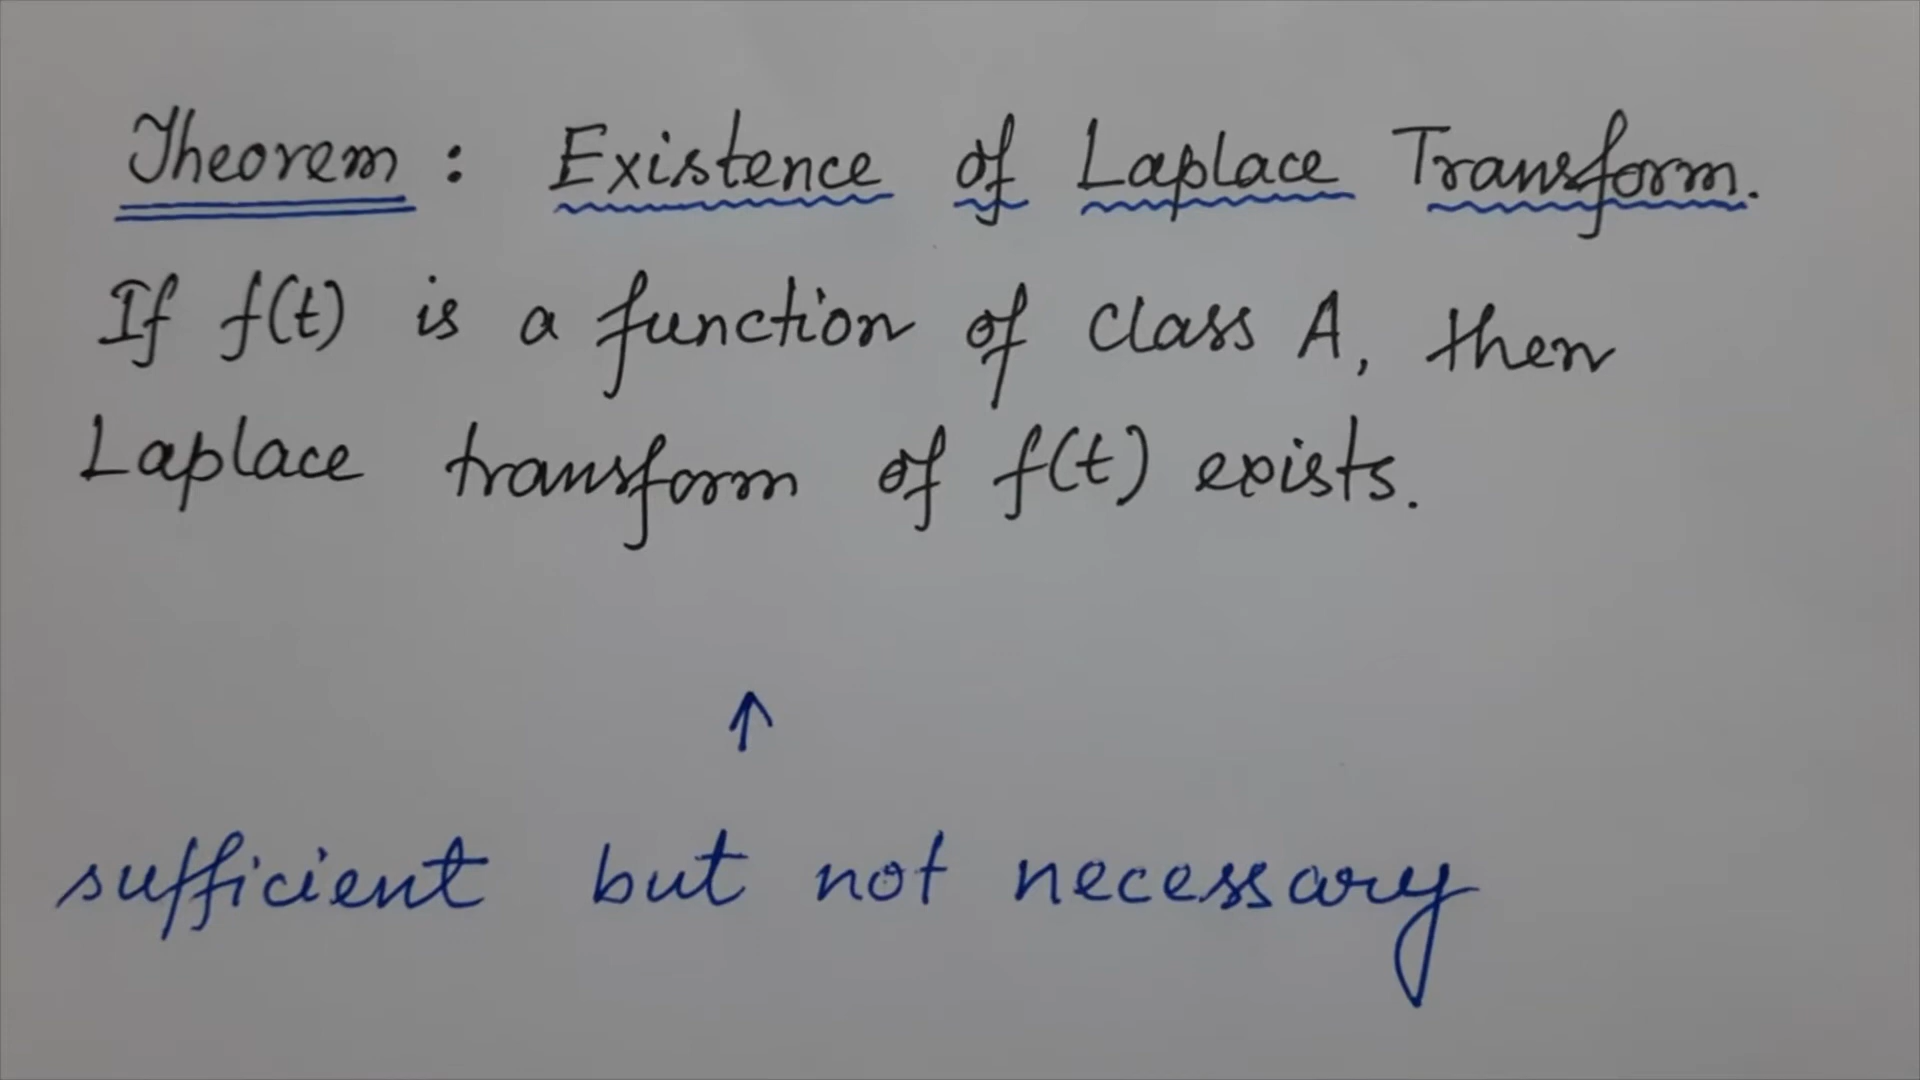 Theorem : Existence of Laplace Transform.
If f(t) is a function of class A, then
Laplace transform of f(t) exists.
↑
sufficient but not necessary